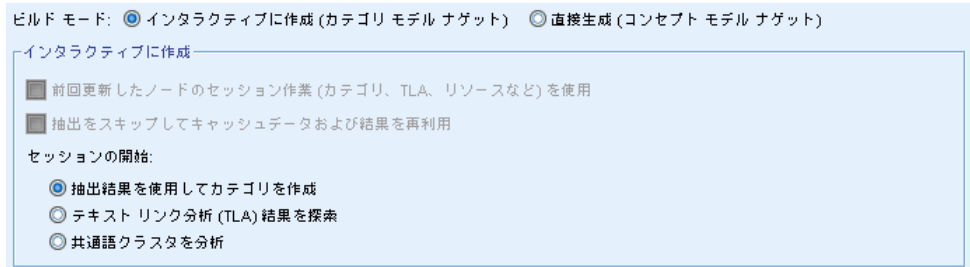 ビルド モード: インタラクティブに作成 (カテゴリ モデル ナゲット) 直接生成 (コンセプト モデル ナゲット)
インタラクティブに作成
前回更新したノードのセッション作業 (カテゴリ、TLA、リソースなど) を使用
抽出をスキップしてキャッシュデータおよび結果を再利用
セッションの開始:
抽出結果を使用してカテゴリを作成
テキスト リンク分析 (TLA) 結果を探索
共通語クラスタを分析